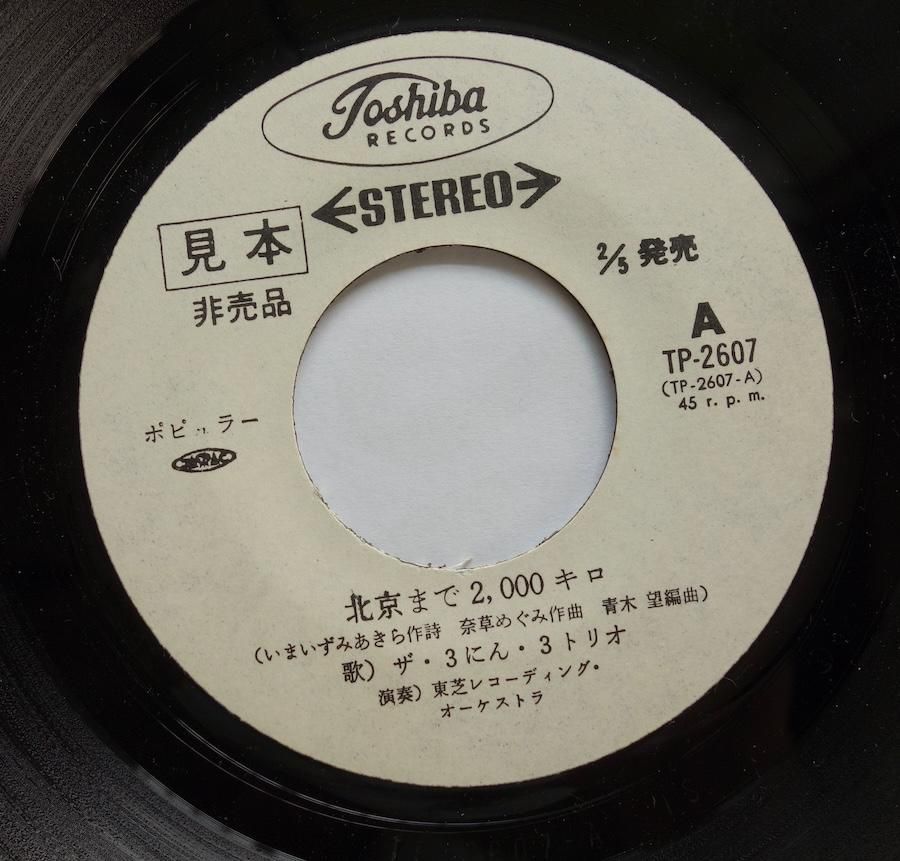 Toshiba
RECORDS
STEREO
見本
非売品
2/5 発売
A
TP-2607
(TP-2607-A)
45 r. p. m.
ポピュラー
北京まで 2,000 キロ
(いまいずみあきら作詩 奈草めぐみ作曲 青木 望編曲)
歌) ザ・3にん・3トリオ
演奏) 東芝レコーディング・
オーケストラ